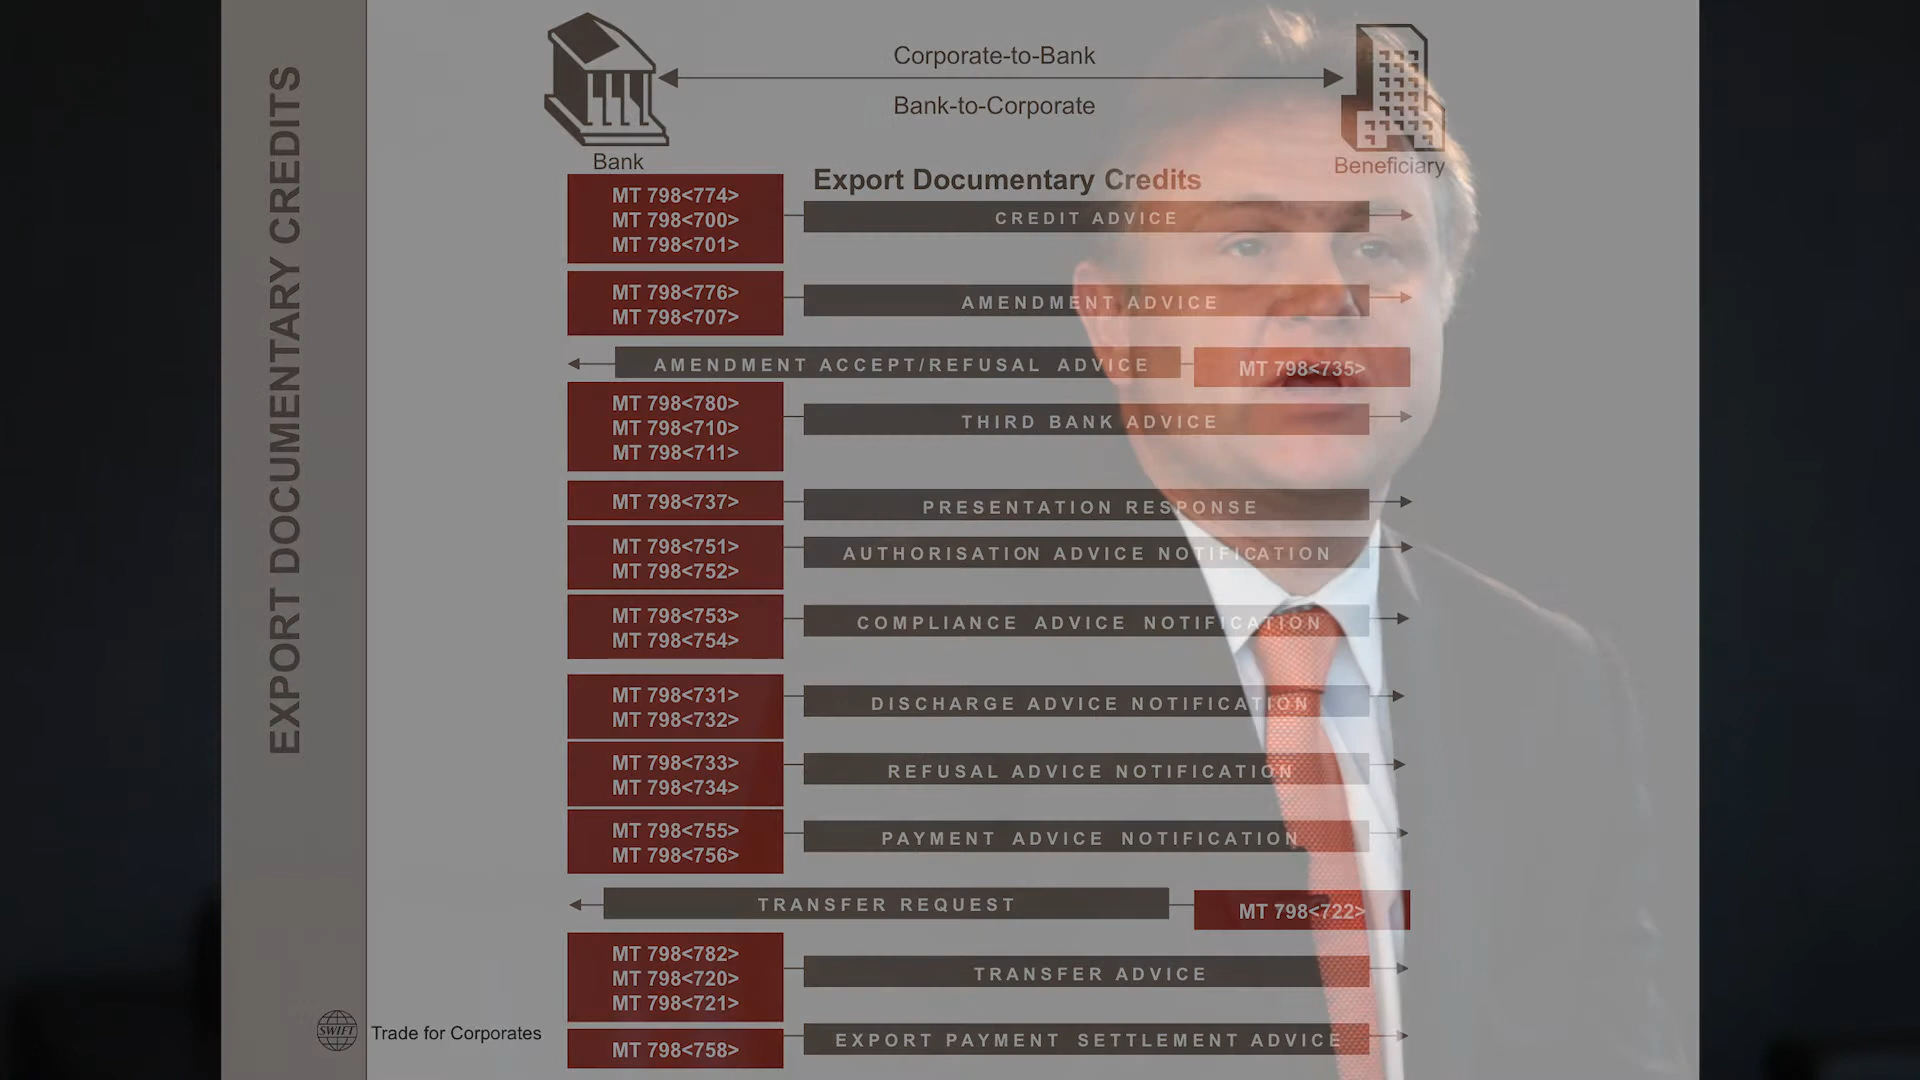 EXPORT DOCUMENTARY CREDITS
Corporate-to-Bank
Bank-to-Corporate
Bank
Beneficiary
Export Documentary Credits
MT 798<774>
MT 798<700>
MT 798<701>
CREDIT ADVICE
MT 798<776>
MT 798<707>
AMENDMENT ADVICE
AMENDMENT ACCEPT/REFUSAL ADVICE
MT 798<735>
MT 798<780>
MT 798<710>
MT 798<711>
THIRD BANK ADVICE
MT 798<737>
PRESENTATION RESPONSE
MT 798<751>
MT 798<752>
AUTHORISATION ADVICE NOTIFICATION
MT 798<753>
MT 798<754>
COMPLIANCE ADVICE NOTIFICATION
MT 798<731>
MT 798<732>
DISCHARGE ADVICE NOTIFICATION
MT 798<733>
MT 798<734>
REFUSAL ADVICE NOTIFICATION
MT 798<755>
MT 798<756>
PAYMENT ADVICE NOTIFICATION
TRANSFER REQUEST
MT 798<722>
MT 798<782>
MT 798<720>
MT 798<721>
TRANSFER ADVICE
MT 798<758>
EXPORT PAYMENT SETTLEMENT ADVICE
SWIFT
Trade for Corporates